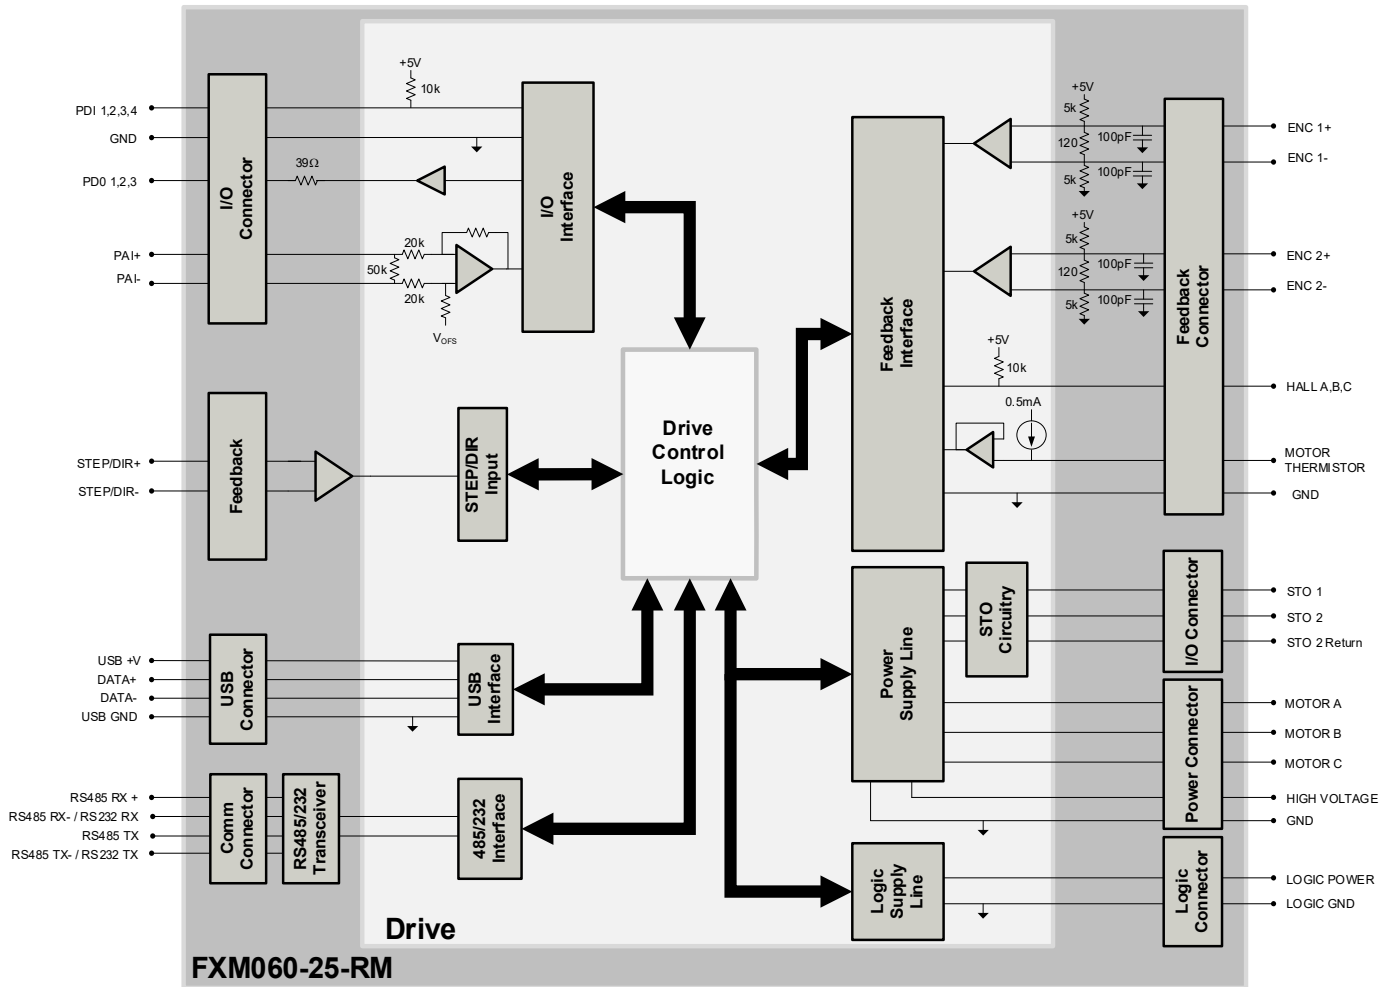 PDI 1,2,3,4
GND
PD0 1,2,3
PAI+
PAI-
I/O
Connector
+5V
10k
39Ω
20k
50k
20k
VOFS
I/O
Interface
STEP/DIR+
STEP/DIR-
Feedback
STEP/DIR
Input
Drive
Control
Logic
USB +V
DATA+
DATA-
USB GND
USB
Connector
USB
Interface
RS485 RX +
RS485 RX- / RS232 RX
RS485 TX
RS485 TX- / RS232 TX
Comm
Connector
RS485/232
Transceiver
485/232
Interface
Feedback
Interface
+5V
5k
120
5k
100pF
100pF
+5V
5k
120
5k
100pF
100pF
+5V
10k
0.5mA
Feedback
Connector
ENC 1+
ENC 1-
ENC 2+
ENC 2-
HALL A,B,C
MOTOR
THERMISTOR
GND
Power
Supply Line
STO
Circuitry
I/O Connector
STO 1
STO 2
STO 2 Return
Power Connector
MOTOR A
MOTOR B
MOTOR C
HIGH VOLTAGE
GND
Logic
Supply
Line
Logic
Connector
LOGIC POWER
LOGIC GND
Drive
FXM060-25-RM